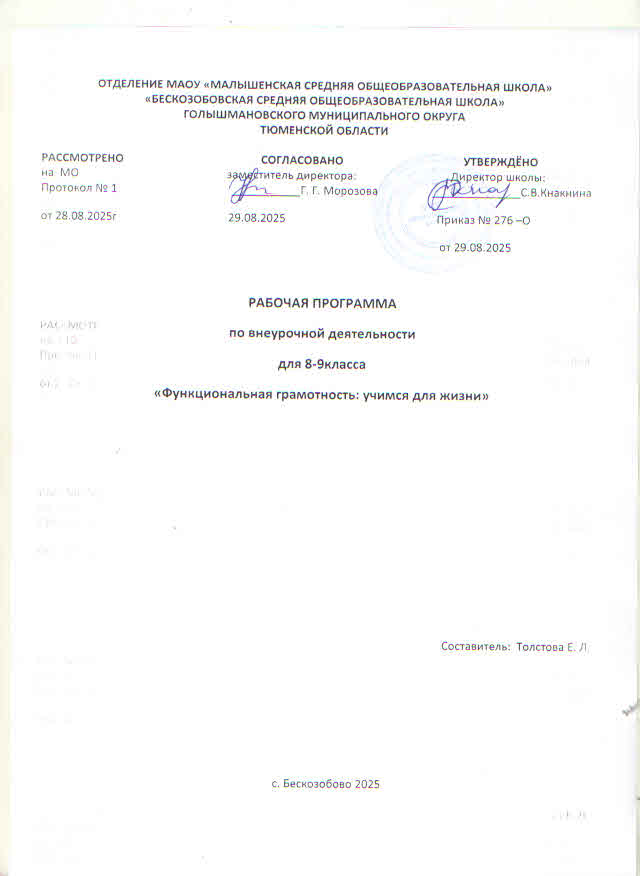 ОТДЕЛЕНИЕ МАОУ «МАЛЫШЕНСКАЯ СРЕДНЯЯ ОБЩЕОБРАЗОВАТЕЛЬНАЯ ШКОЛА»
«БЕСКОЗОБОВСКАЯ СРЕДНЯЯ ОБЩЕОБРАЗОВАТЕЛЬНАЯ ШКОЛА»
ГОЛЫШМАНОВСКОГО МУНИЦИПАЛЬНОГО ОКРУГА
ТЮМЕНСКОЙ ОБЛАСТИ
РАССМОТРЕНО СОГЛАСОВАНО УТВЕРЖДЁНО
на МО заместитель директора: Директор школы:
Протокол № 1 Г. Г. Морозова С.В.Кнакнина
от 28.08.2025г 29.08.2025 Приказ № 276 –О
от 29.08.2025
РАБОЧАЯ ПРОГРАММА
по внеурочной деятельности
для 8-9класса
«Функциональная грамотность: учимся для жизни»
Составитель: Толстова Е. Л.
с. Бескозобово 2025